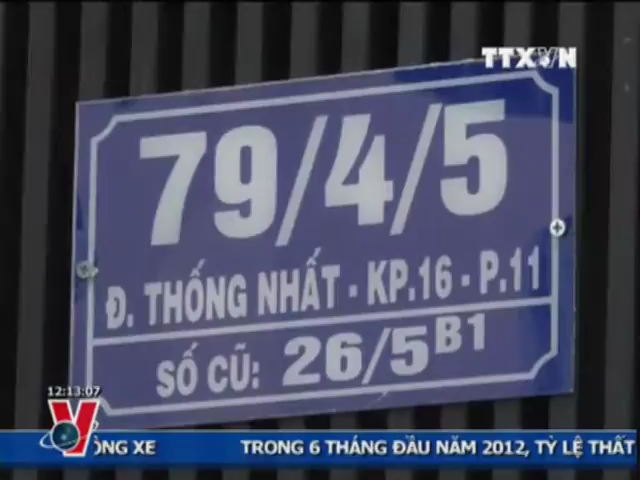 TTXVN
79/4/5
Đ. THỐNG NHẤT - KP.16 - P.11
SỐ CŨ: 26/5B1
12:13:07
V
XE TRONG 6 THÁNG ĐẦU NĂM 2012, TỶ LỆ THẤT